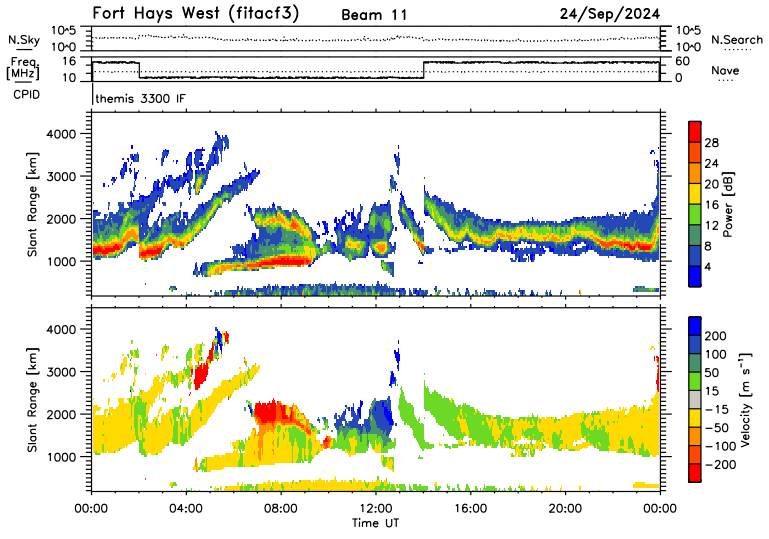 Fort Hays West (fitacf3) Beam 11 24/Sep/2024
10^5 10^5
N.Sky N.Search
10^0 10^0
Freq. 16 60
[MHz] Nave
10 0
CPID themis 3300 IF
Slant Range [km]
4000
3000
2000
1000
28
24
20
16
12
8
4
Power [dB]
Slant Range [km]
4000
3000
2000
1000
200
100
50
15
-15
-50
-100
-200
Velocity [m s⁻¹]
00:00 04:00 08:00 12:00 16:00 20:00 00:00
Time UT